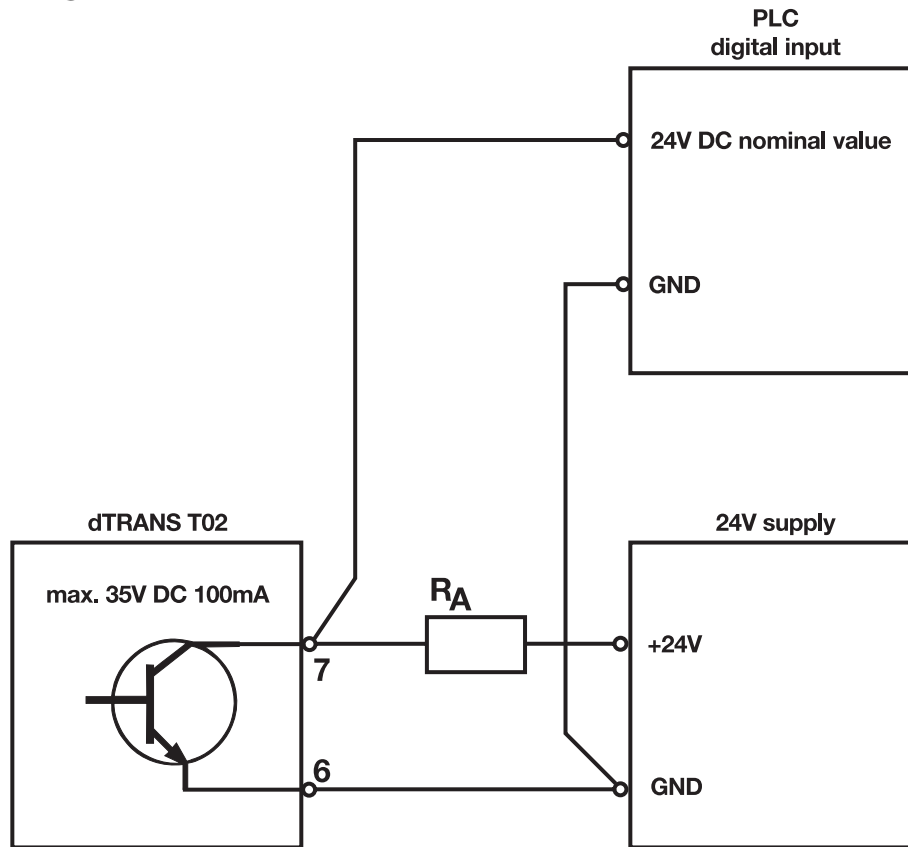 PLC
digital input
24V DC nominal value
GND
dTRANS T02
24V supply
max. 35V DC 100mA
RA
+24V
7
6
GND